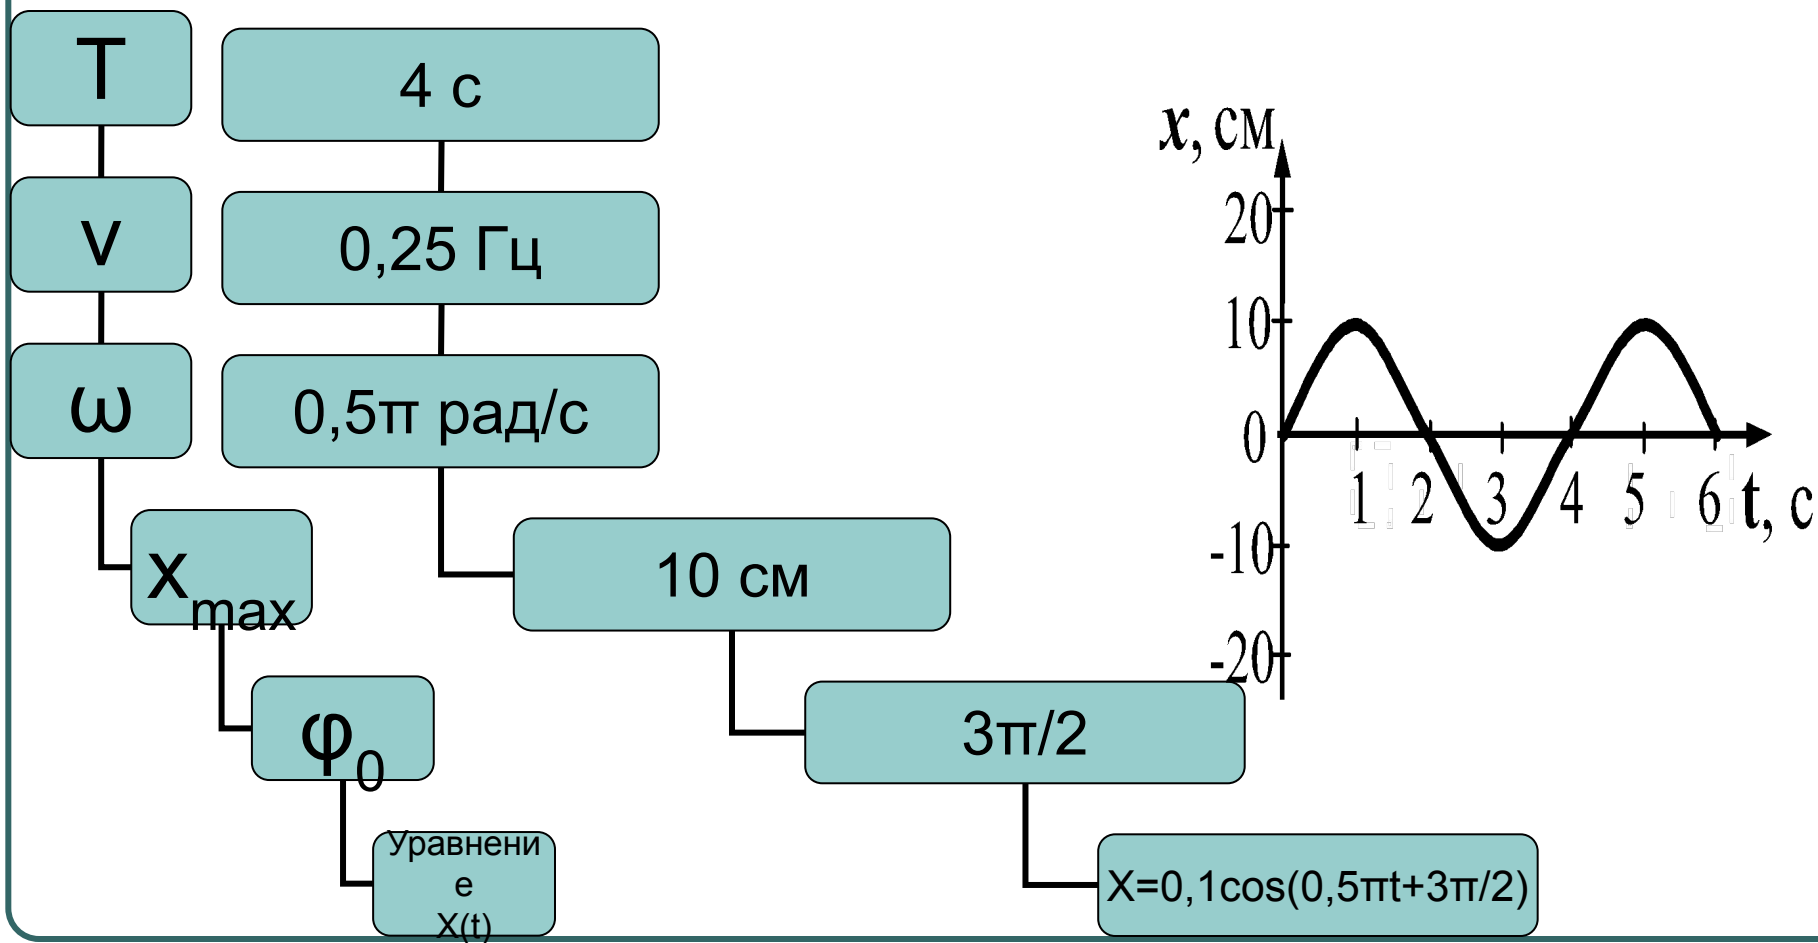 T
4 с
ν
0,25 Гц
ω
0,5π рад/с
x max
10 см
φ0
3π/2
Уравнени
е
X(t)
X=0,1cos(0,5πt+3π/2)
x, см
20
10
0
1 2 3 4 5 6 t, с
-10
-20